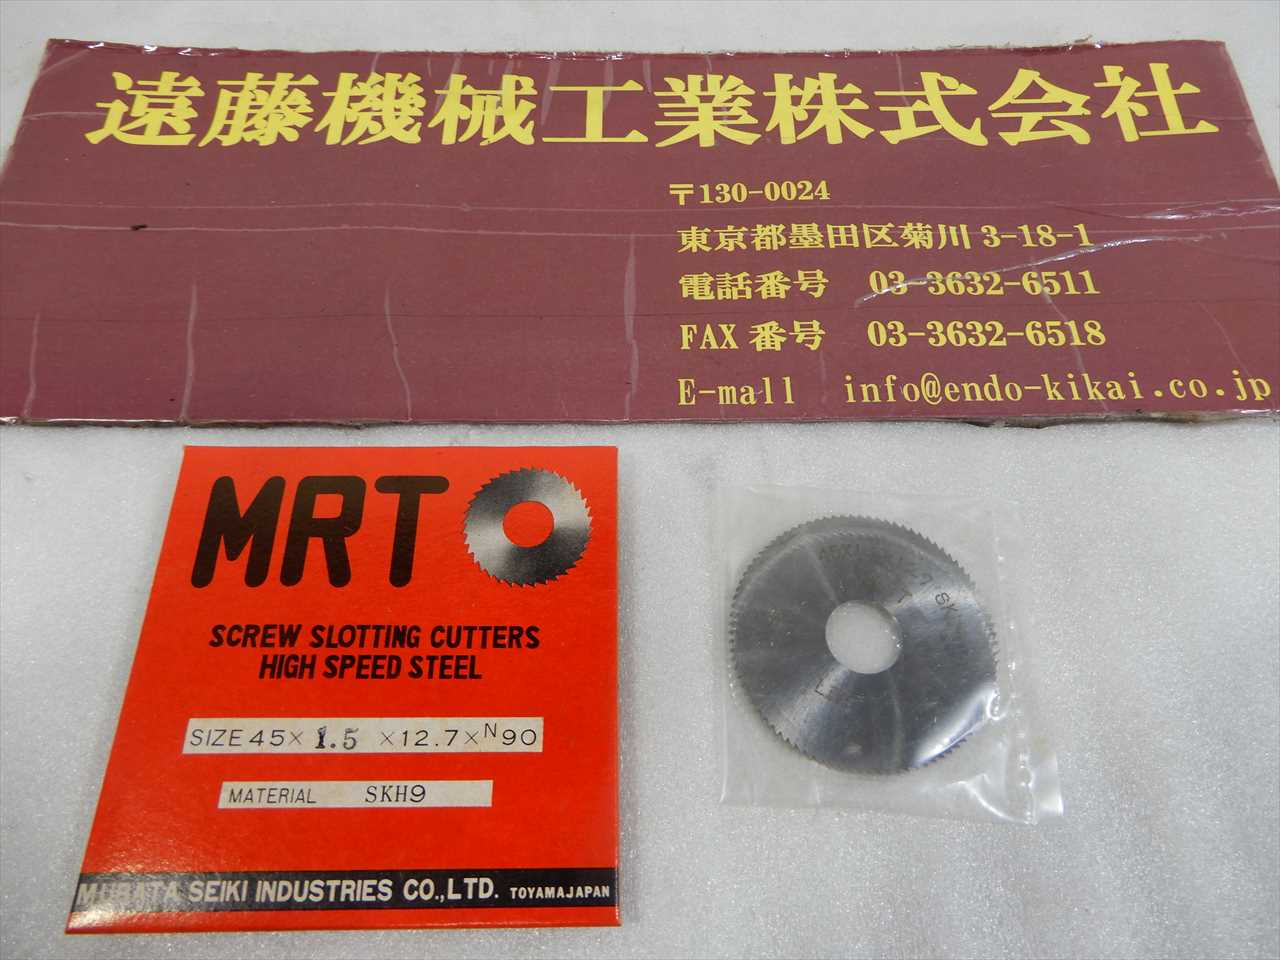 遠藤機械工業株式会社
〒130-0024
東京都墨田区菊川 3-18-1
電話番号 03-3632-6511
FAX 番号 03-3632-6518
E-mall info@endo-kikai.co.jp
MRT
SCREW SLOTTING CUTTERS
HIGH SPEED STEEL
SIZE 45× 1.5 ×12.7×N90
MATERIAL SKH9
MURATA SEIKI INDUSTRIES CO.,LTD. TOYAMA JAPAN